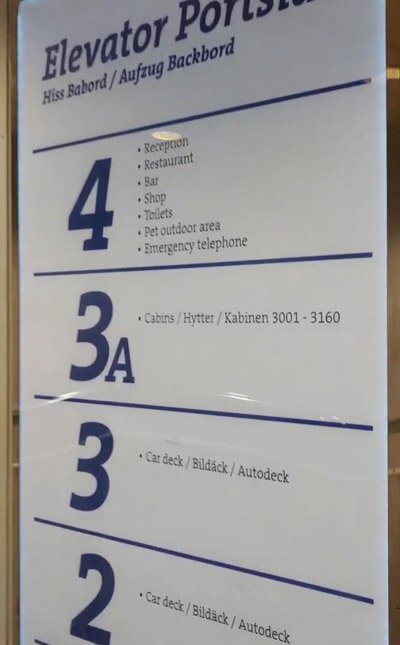 Elevator
Hiss Babord / Aufzug Backbord
4
• Reception
• Restaurant
• Bar
• Shop
• Toilets
• Pet outdoor area
• Emergency telephone
3A
• Cabins / Hytter / Kabinen 3001 - 3160
3
• Car deck / Bildäck / Autodeck
2
• Car deck / Bildäck / Autodeck